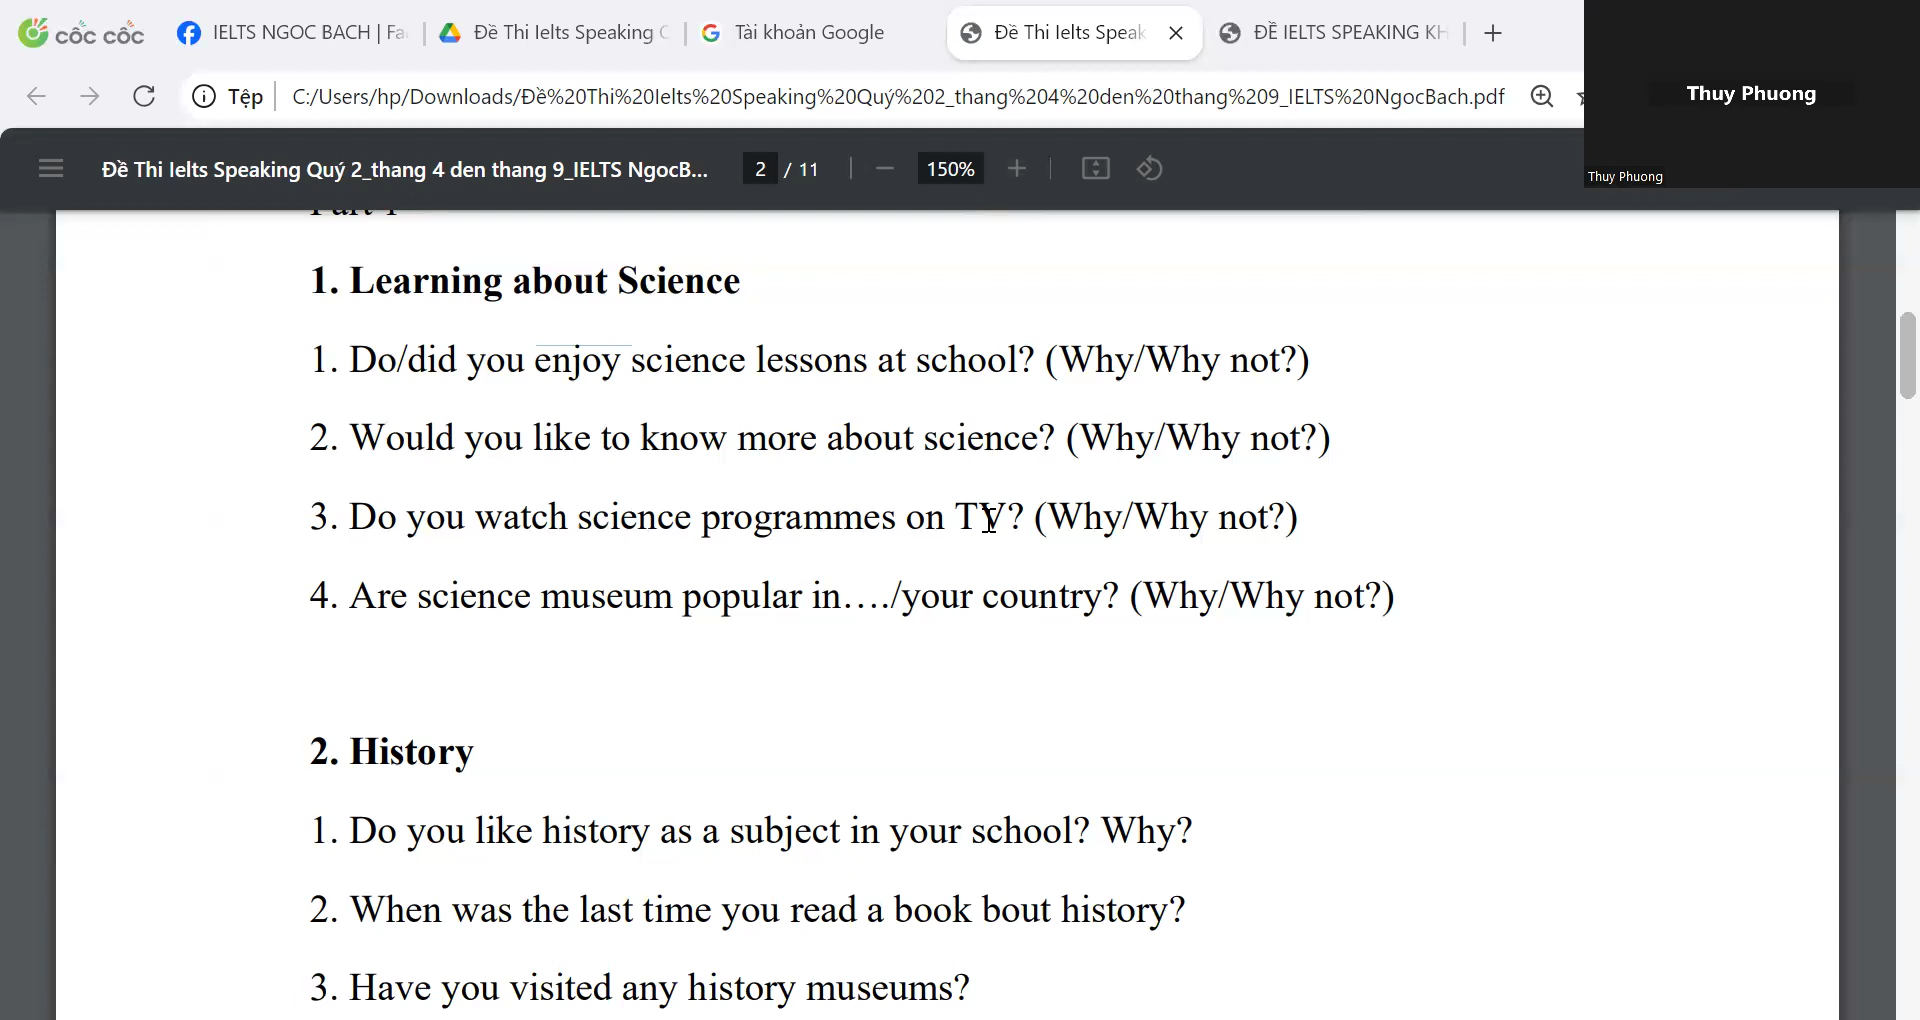 cốc cốc
IELTS NGOC BACH | Fa
Đề Thi Ielts Speaking
Tài khoản Google
Đề Thi Ielts Speak
ĐỀ IELTS SPEAKING KH
Tệp
C:/Users/hp/Downloads/Đề%20Thi%20Ielts%20Speaking%20Quý%202_thang%204%20den%20thang%209_IELTS%20NgocBach.pdf
Thuy Phuong
Thuy Phuong
Đề Thi Ielts Speaking Quý 2_thang 4 den thang 9_IELTS NgocB...
2 / 11
150%
1. Learning about Science
1. Do/did you enjoy science lessons at school? (Why/Why not?)
2. Would you like to know more about science? (Why/Why not?)
3. Do you watch science programmes on TV? (Why/Why not?)
4. Are science museum popular in…./your country? (Why/Why not?)
2. History
1. Do you like history as a subject in your school? Why?
2. When was the last time you read a book bout history?
3. Have you visited any history museums?